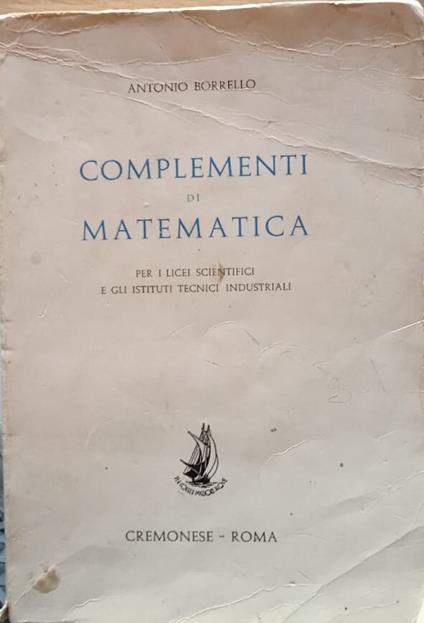 ANTONIO BORRELLO
COMPLEMENTI
DI
MATEMATICA
PER I LICEI SCIENTIFICI
E GLI ISTITUTI TECNICI INDUSTRIALI
CREMONESE - ROMA